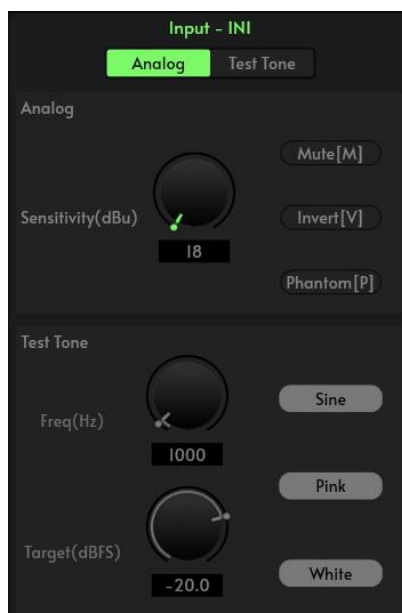 Input - IN1
Analog
Test Tone
Analog
Mute[M]
Sensitivity(dBu)
Invert[V]
18
Phantom[P]
Test Tone
Sine
Freq(Hz)
1000
Pink
Target(dBFS)
White
-20.0